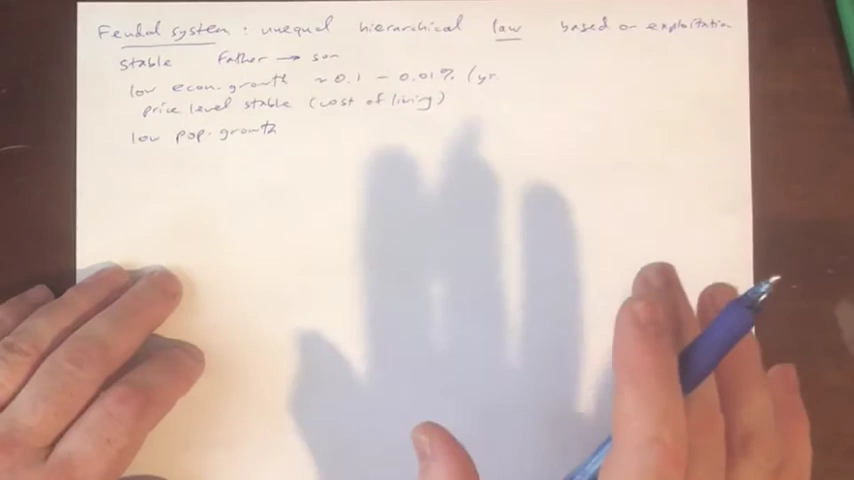 Feudal system : unequal hierarchical law based on exploitation
stable Father → son
low econ. growth ~0.1 - 0.01% /yr.
price level stable (cost of living)
low pop. growth